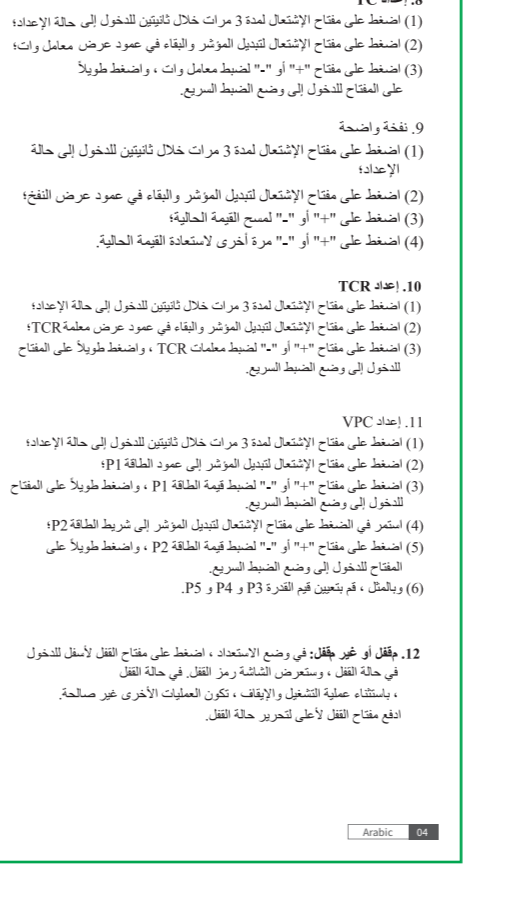 8. إعداد TC
(1) اضغط على مفتاح الإشتعال لمدة 3 مرات خلال ثانيتين للدخول إلى حالة الإعداد؛
(2) اضغط على مفتاح الإشتعال لتبديل المؤشر والبقاء في عمود عرض معامل وات؛
(3) اضغط على مفتاح "+" أو "-" لضبط معامل وات ، واضغط طويلاً
على المفتاح للدخول إلى وضع الضبط السريع.
9. نفخة واضحة
(1) اضغط على مفتاح الإشتعال لمدة 3 مرات خلال ثانيتين للدخول إلى حالة
الإعداد؛
(2) اضغط على مفتاح الإشتعال لتبديل المؤشر والبقاء في عمود عرض النفخ؛
(3) اضغط على "+" أو "-" لمسح القيمة الحالية؛
(4) اضغط على "+" أو "-" مرة أخرى لاستعادة القيمة الحالية.
10. إعداد TCR
(1) اضغط على مفتاح الإشتعال لمدة 3 مرات خلال ثانيتين للدخول إلى حالة الإعداد؛
(2) اضغط على مفتاح الإشتعال لتبديل المؤشر والبقاء في عمود عرض معلمة TCR؛
(3) اضغط على مفتاح "+" أو "-" لضبط معلمات TCR ، واضغط طويلاً على المفتاح
للدخول إلى وضع الضبط السريع.
11. إعداد VPC
(1) اضغط على مفتاح الإشتعال لمدة 3 مرات خلال ثانيتين للدخول إلى حالة الإعداد؛
(2) اضغط على مفتاح الإشتعال لتبديل المؤشر إلى عمود الطاقة P1؛
(3) اضغط على مفتاح "+" أو "-" لضبط قيمة الطاقة P1 ، واضغط طويلاً على المفتاح
للدخول إلى وضع الضبط السريع.
(4) استمر في الضغط على مفتاح الإشتعال لتبديل المؤشر إلى شريط الطاقة P2؛
(5) اضغط على مفتاح "+" أو "-" لضبط قيمة الطاقة P2 ، واضغط طويلاً على
المفتاح للدخول إلى وضع الضبط السريع.
(6) وبالمثل ، قم بتعيين قيم القدرة P3 و P4 و P5.
12. مقفل أو غير مقفل: في وضع الاستعداد ، اضغط على مفتاح القفل لأسفل للدخول
في حالة القفل ، وستعرض الشاشة رمز القفل. في حالة القفل
، باستثناء عملية التشغيل والإيقاف ، تكون العمليات الأخرى غير صالحة.
ادفع مفتاح القفل لأعلى لتحرير حالة القفل.
Arabic 04